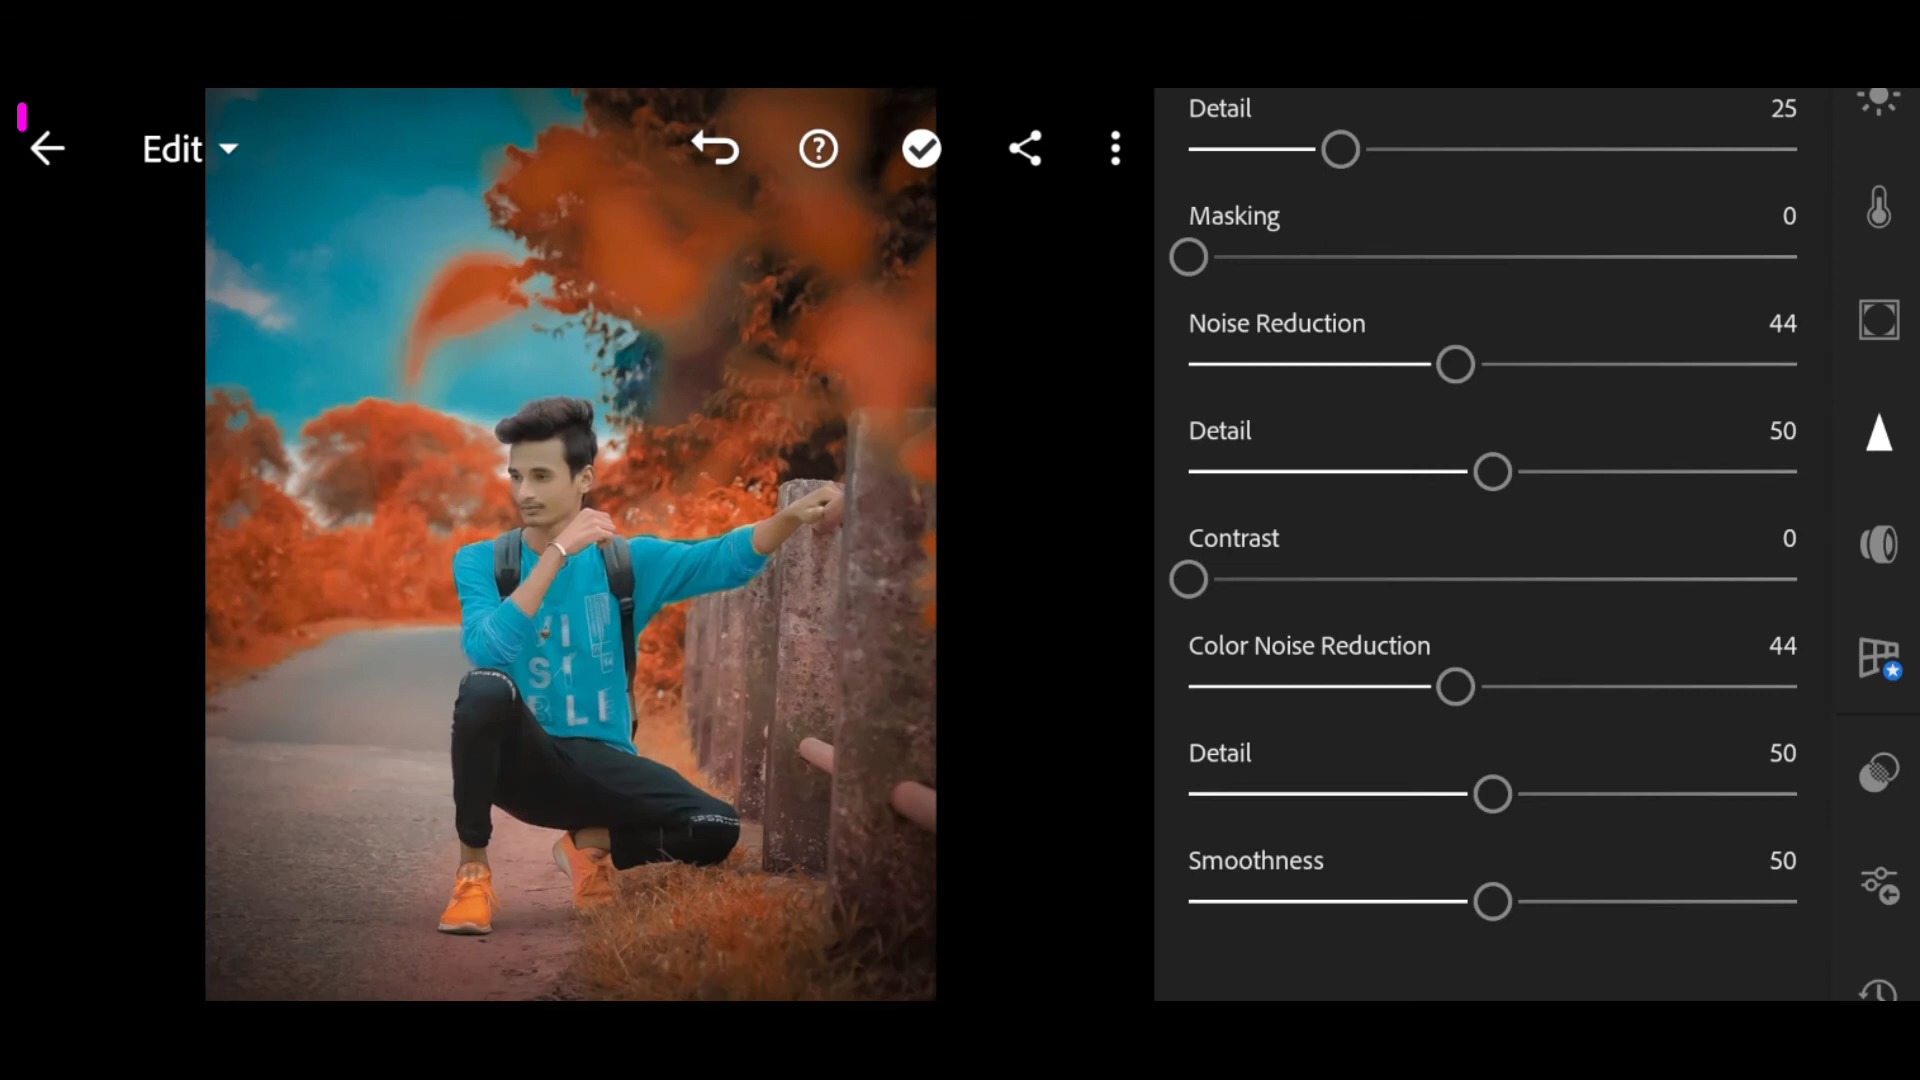 Edit
Detail 25
Masking 0
Noise Reduction 44
Detail 50
Contrast 0
Color Noise Reduction 44
Detail 50
Smoothness 50